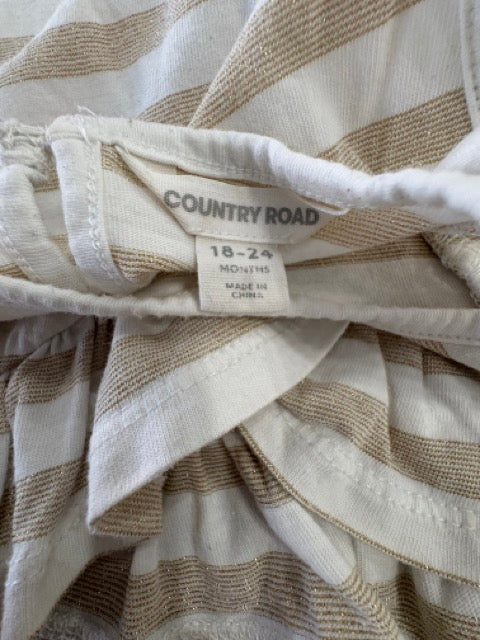 COUNTRY ROAD
18-24
MONTHS
MADE IN
CHINA